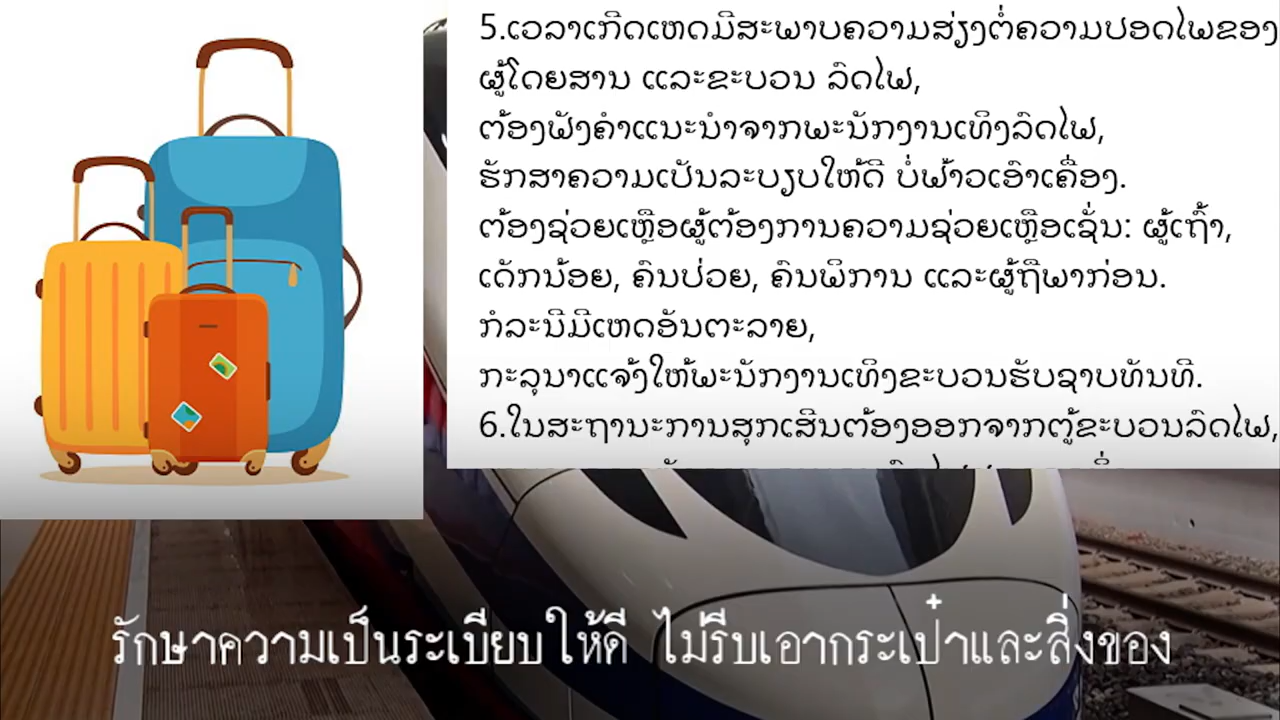 5.ເວລາເກີດເຫດມີສະພາບຄວາມສ່ຽງຕໍ່ຄວາມປອດໄພຂອງ
ຜູ້ໂດຍສານ ແລະຂະບວນ ລົດໄຟ,
ຕ້ອງຟັງຄຳແນະນຳຈາກພະນັກງານເທິງລົດໄຟ,
ຮັກສາຄວາມເປັນລະບຽບໃຫ້ດີ ບໍ່ຟ້າວເອົາເຄື່ອງ.
ຕ້ອງຊ່ວຍເຫຼືອຜູ້ຕ້ອງການຄວາມຊ່ວຍເຫຼືອເຊັ່ນ: ຜູ້ເຖົ້າ,
ເດັກນ້ອຍ, ຄົນປ່ວຍ, ຄົນພິການ ແລະຜູ້ຖືພາກ່ອນ.
ກໍລະນີມີເຫດອັນຕະລາຍ,
ກະລຸນາແຈ້ງໃຫ້ພະນັກງານເທິງຂະບວນຮັບຊາບທັນທີ.
6.ໃນສະຖານະການສຸກເສີນຕ້ອງອອກຈາກຕູ້ຂະບວນລົດໄຟ,
รักษาความเป็นระเบียบให้ดี ไม่รีบเอากระเป๋าและสิ่งของ